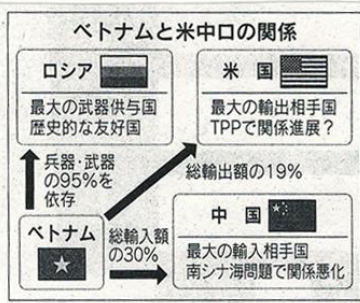 ベトナムと米中ロの関係
ロシア
最大の武器供与国
歴史的な友好国
米国
最大の輸出相手国
TPPで関係進展？
兵器・武器
の95％を
依存
総輸出額の19％
ベトナム
総輸入額
の30％
中国
最大の輸入相手国
南シナ海問題で関係悪化